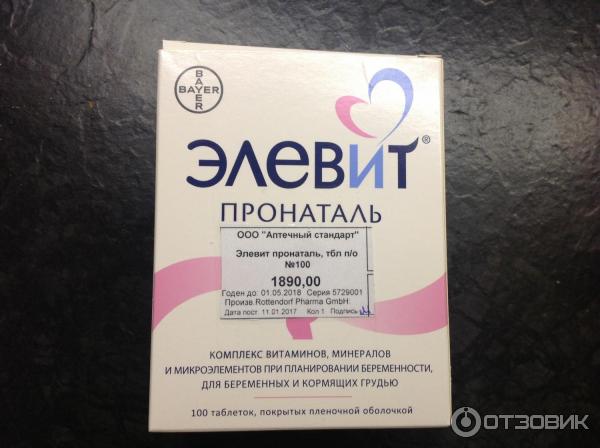 BAYER
BAYER
ЭЛЕВИТ®
ПРОНАТАЛЬ
ООО "Аптечный стандарт"
Элевит пронаталь, тбл п/о
№100
1890,00
Годен до: 01.05.2018 Серия 5729001
Произв.Rottendorf Pharma GmbH:
Дата пост 11.01.2017 Кол 1 Подпись
КОМПЛЕКС ВИТАМИНОВ, МИНЕРАЛОВ
И МИКРОЭЛЕМЕНТОВ ПРИ ПЛАНИРОВАНИИ БЕРЕМЕННОСТИ,
ДЛЯ БЕРЕМЕННЫХ И КОРМЯЩИХ ГРУДЬЮ
100 таблеток, покрытых пленочной оболочкой
ОТЗОВИК